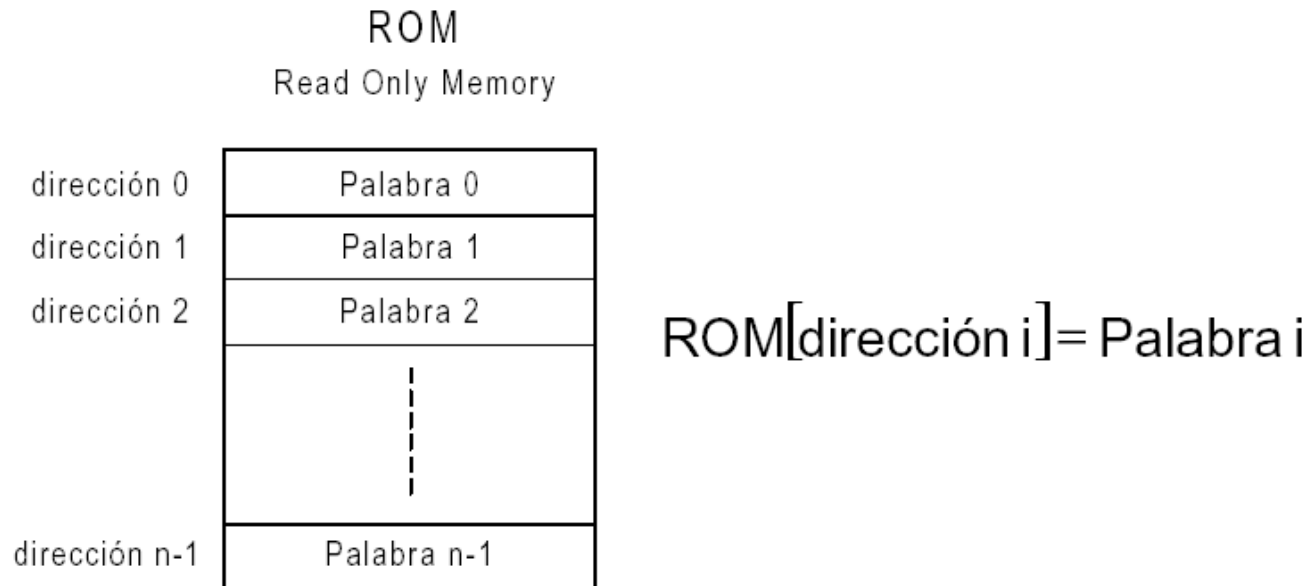 ROM
Read Only Memory
dirección 0 Palabra 0
dirección 1 Palabra 1
dirección 2 Palabra 2
ROM[dirección i]= Palabra i
dirección n-1 Palabra n-1